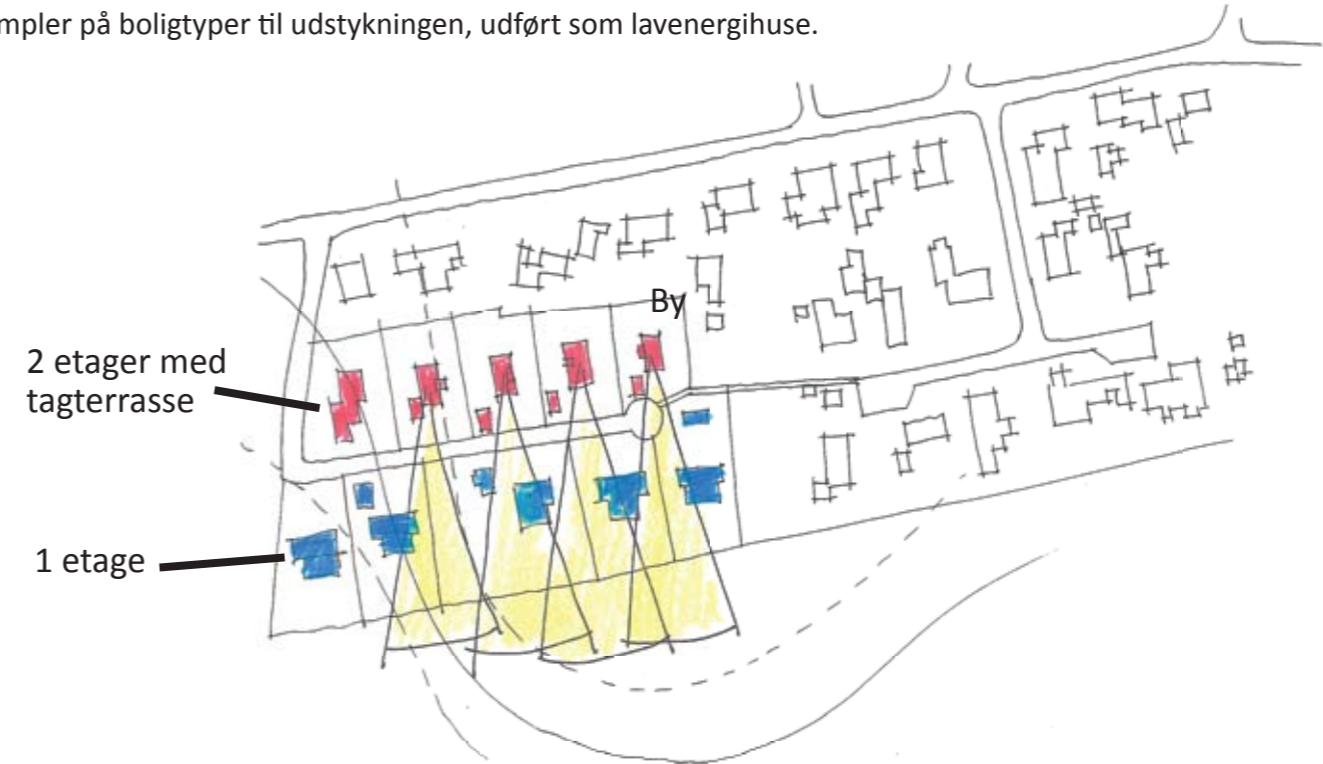 mpler på boligtyper til udstykningen, udført som lavenergihuse.
By
2 etager med
tagterrasse
1 etage